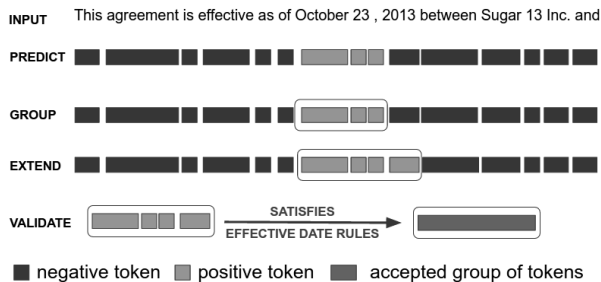 INPUT This agreement is effective as of October 23 , 2013 between Sugar 13 Inc. and
PREDICT
GROUP
EXTEND
VALIDATE SATISFIES
EFFECTIVE DATE RULES
negative token positive token accepted group of tokens